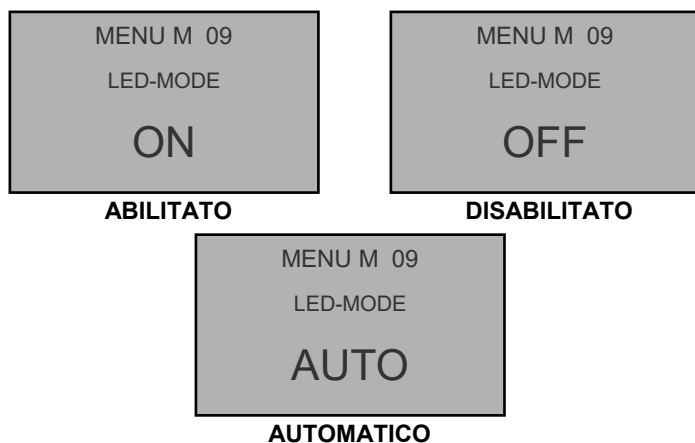 MENU M 09
LED-MODE
ON
ABILITATO
MENU M 09
LED-MODE
OFF
DISABILITATO
MENU M 09
LED-MODE
AUTO
AUTOMATICO